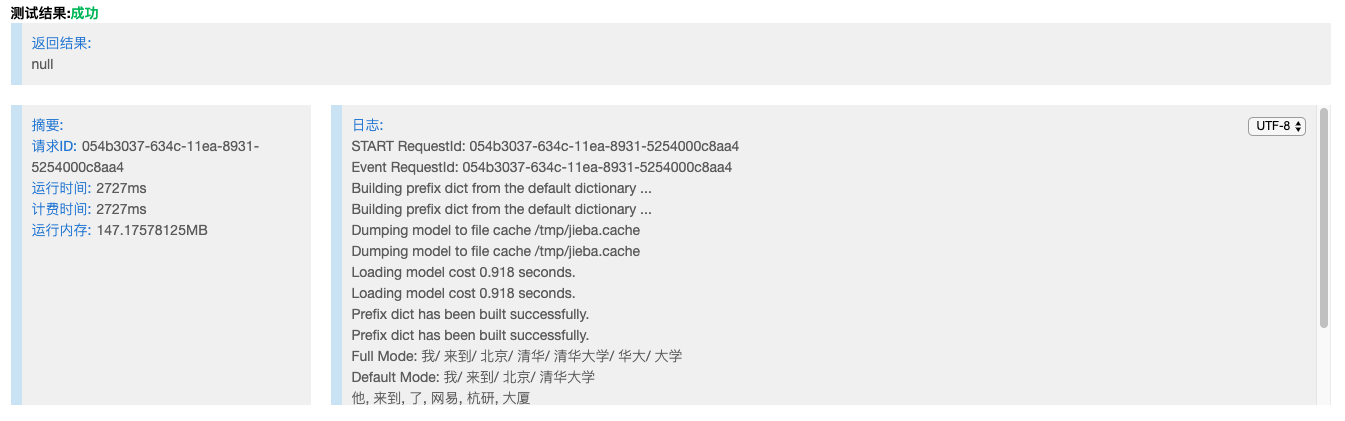 测试结果:成功
返回结果:
null
摘要:
请求ID: 054b3037-634c-11ea-8931-
5254000c8aa4
运行时间: 2727ms
计费时间: 2727ms
运行内存: 147.17578125MB
日志:
UTF-8
START RequestId: 054b3037-634c-11ea-8931-5254000c8aa4
Event RequestId: 054b3037-634c-11ea-8931-5254000c8aa4
Building prefix dict from the default dictionary ...
Building prefix dict from the default dictionary ...
Dumping model to file cache /tmp/jieba.cache
Dumping model to file cache /tmp/jieba.cache
Loading model cost 0.918 seconds.
Loading model cost 0.918 seconds.
Prefix dict has been built successfully.
Prefix dict has been built successfully.
Full Mode: 我/ 来到/ 北京/ 清华/ 清华大学/ 华大/ 大学
Default Mode: 我/ 来到/ 北京/ 清华大学
他, 来到, 了, 网易, 杭研, 大厦